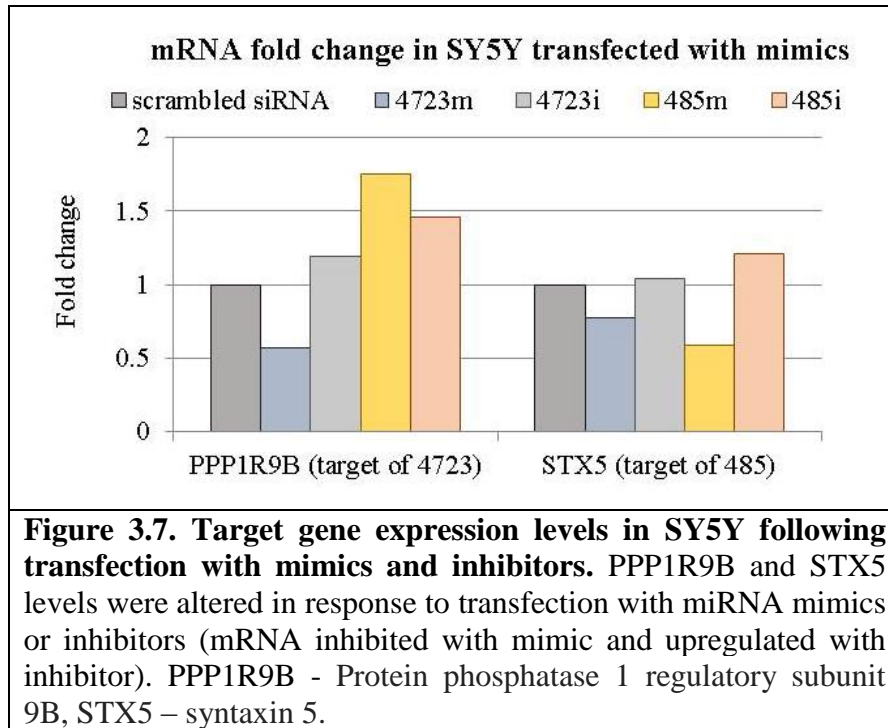 mRNA fold change in SY5Y transfected with mimics
scrambled siRNA 4723m 4723i 485m 485i
2
1.5
1
0.5
0
Fold change
PPP1R9B (target of 4723) STX5 (target of 485)
Figure 3.7. Target gene expression levels in SY5Y following
transfection with mimics and inhibitors. PPP1R9B and STX5
levels were altered in response to transfection with miRNA mimics
or inhibitors (mRNA inhibited with mimic and upregulated with
inhibitor). PPP1R9B - Protein phosphatase 1 regulatory subunit
9B, STX5 – syntaxin 5.